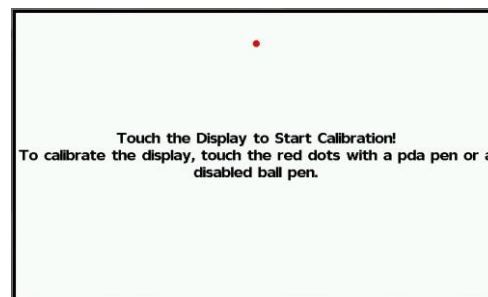 Touch the Display to Start Calibration!
To calibrate the display, touch the red dots with a pda pen or a
disabled ball pen.